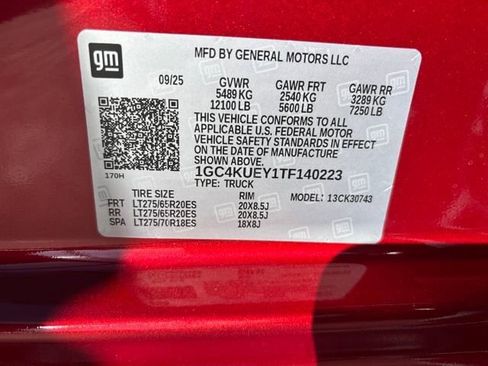 gm
MFD BY GENERAL MOTORS LLC
09/25 GVWR GAWR FRT GAWR RR
5489 KG 2540 KG 3289 KG
12100 LB 5600 LB 7250 LB
THIS VEHICLE CONFORMS TO ALL
APPLICABLE U.S. FEDERAL MOTOR
VEHICLE SAFETY STANDARDS IN EFFECT ON
THE DATE OF MANUFACTURE SHOWN ABOVE.
1GC4KUEY1TF140223
170H TYPE: TRUCK MODEL: 13CK30743
TIRE SIZE RIM
FRT LT275/65R20ES 20X8.5J
RR LT275/65R20ES 20X8.5J
SPA LT275/70R18ES 18X8J